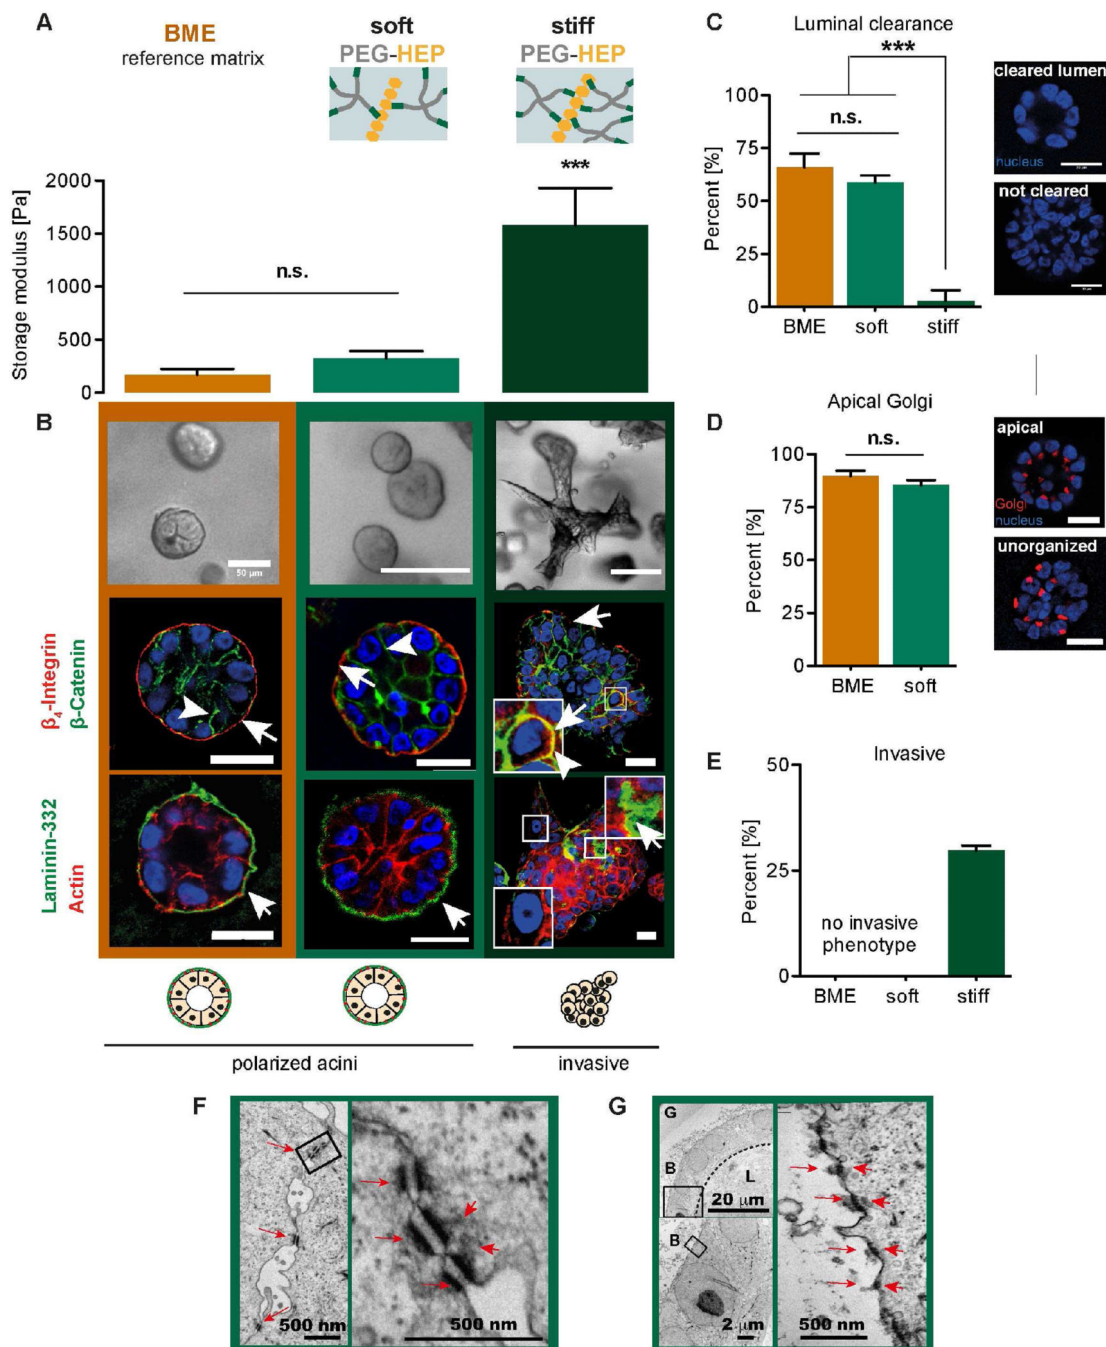 A
BME
reference matrix
soft
PEG-HEP
stiff
PEG-HEP
Storage modulus [Pa]
2000
1500
1000
500
0
n.s.
***
B
50 µm
β4-Integrin
β-Catenin
Laminin-332
Actin
polarized acini
invasive
C
Luminal clearance
***
n.s.
Percent [%]
100
75
50
25
0
BME
soft
stiff
cleared lumen
nucleus
not cleared
D
Apical Golgi
n.s.
Percent [%]
100
75
50
25
0
BME
soft
apical
Golgi
nucleus
unorganized
E
Invasive
Percent [%]
50
25
0
no invasive
phenotype
BME
soft
stiff
F
500 nm
500 nm
G
G
B
L
20 µm
B
2 µm
500 nm